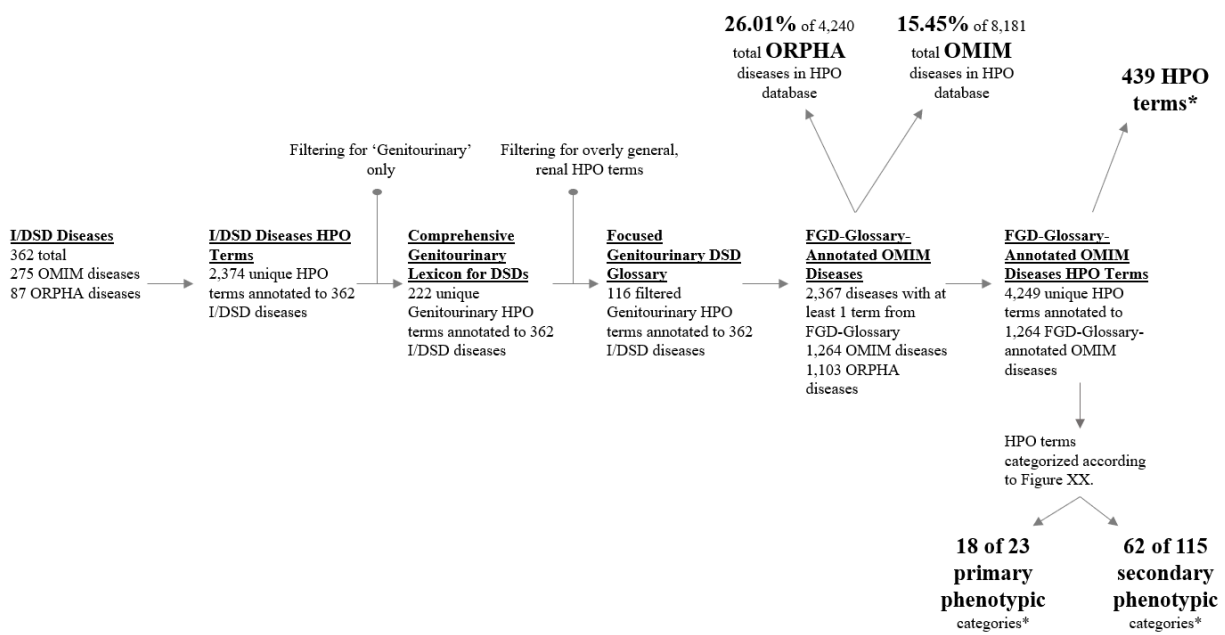 26.01% of 4,240
total ORPHA
diseases in HPO
database
15.45% of 8,181
total OMIM
diseases in HPO
database
439 HPO
terms*
Filtering for ‘Genitourinary’
only
Filtering for overly general,
renal HPO terms
I/DSD Diseases
362 total
275 OMIM diseases
87 ORPHA diseases
I/DSD Diseases HPO
Terms
2,374 unique HPO
terms annotated to 362
I/DSD diseases
Comprehensive
Genitourinary
Lexicon for DSDs
222 unique
Genitourinary HPO
terms annotated to 362
I/DSD diseases
Focused
Genitourinary DSD
Glossary
116 filtered
Genitourinary HPO
terms annotated to 362
I/DSD diseases
FGD-Glossary-
Annotated OMIM
Diseases
2,367 diseases with at
least 1 term from
FGD-Glossary
1,264 OMIM diseases
1,103 ORPHA
diseases
FGD-Glossary-
Annotated OMIM
Diseases HPO Terms
4,249 unique HPO
terms annotated to
1,264 FGD-Glossary-
annotated OMIM
diseases
HPO terms
categorized according
to Figure XX.
18 of 23
primary
phenotypic
categories*
62 of 115
secondary
phenotypic
categories*